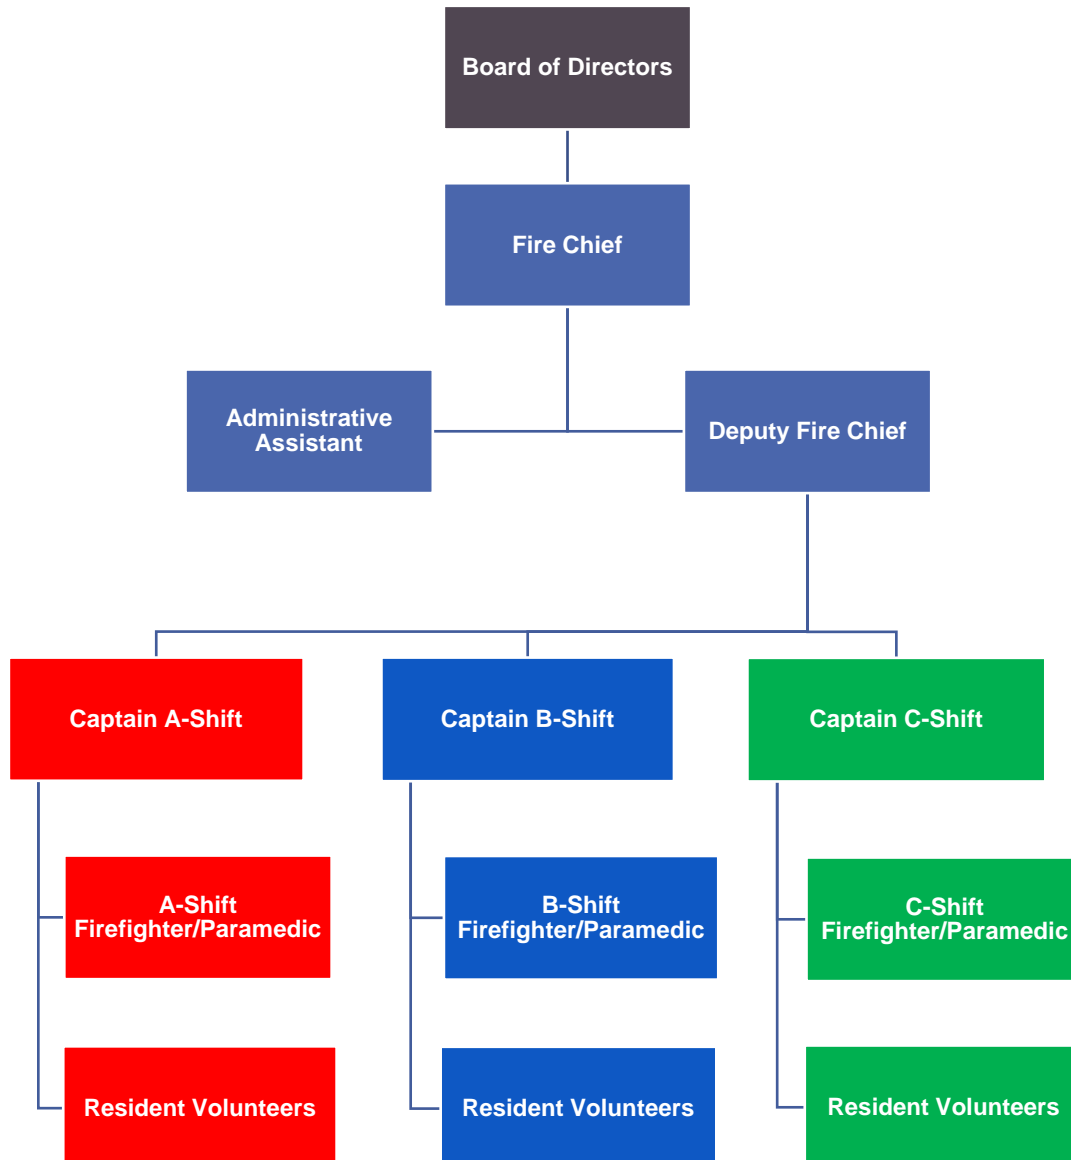 Board of Directors
Fire Chief
Administrative
Assistant
Deputy Fire Chief
Captain A-Shift
Captain B-Shift
Captain C-Shift
A-Shift
Firefighter/Paramedic
B-Shift
Firefighter/Paramedic
C-Shift
Firefighter/Paramedic
Resident Volunteers
Resident Volunteers
Resident Volunteers